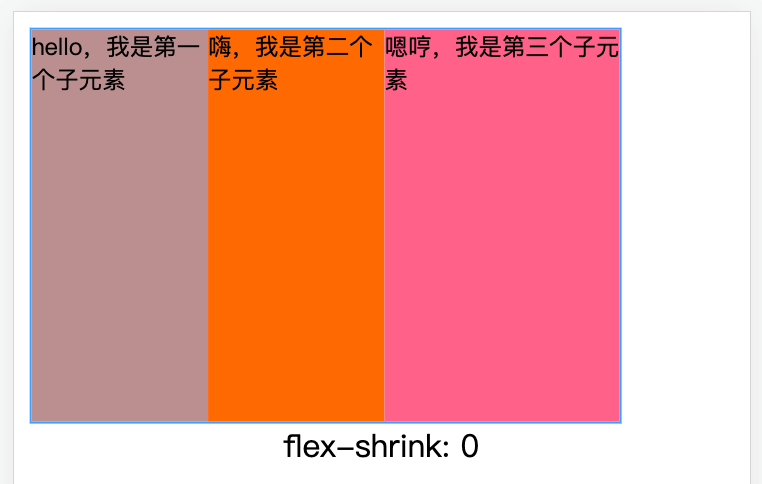 hello，我是第一
个子元素
嗨，我是第二个
子元素
嗯哼，我是第三个子元
素
flex-shrink: 0